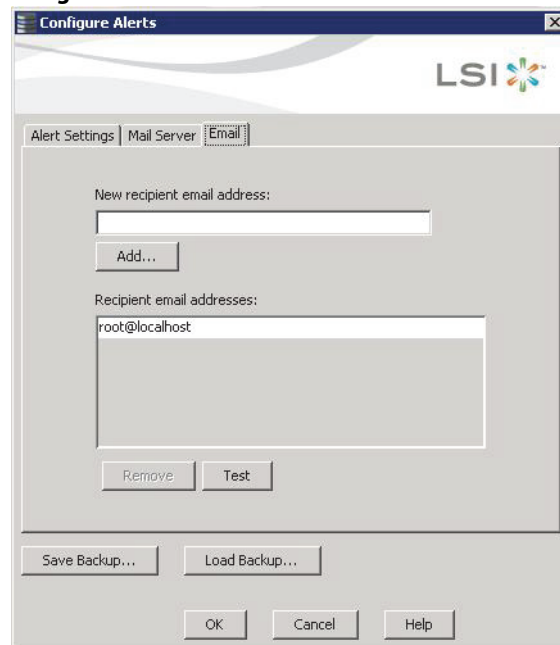 Configure Alerts
LSI
Alert Settings Mail Server Email
New recipient email address:
Add...
Recipient email addresses:
root@localhost
Remove Test
Save Backup... Load Backup...
OK Cancel Help